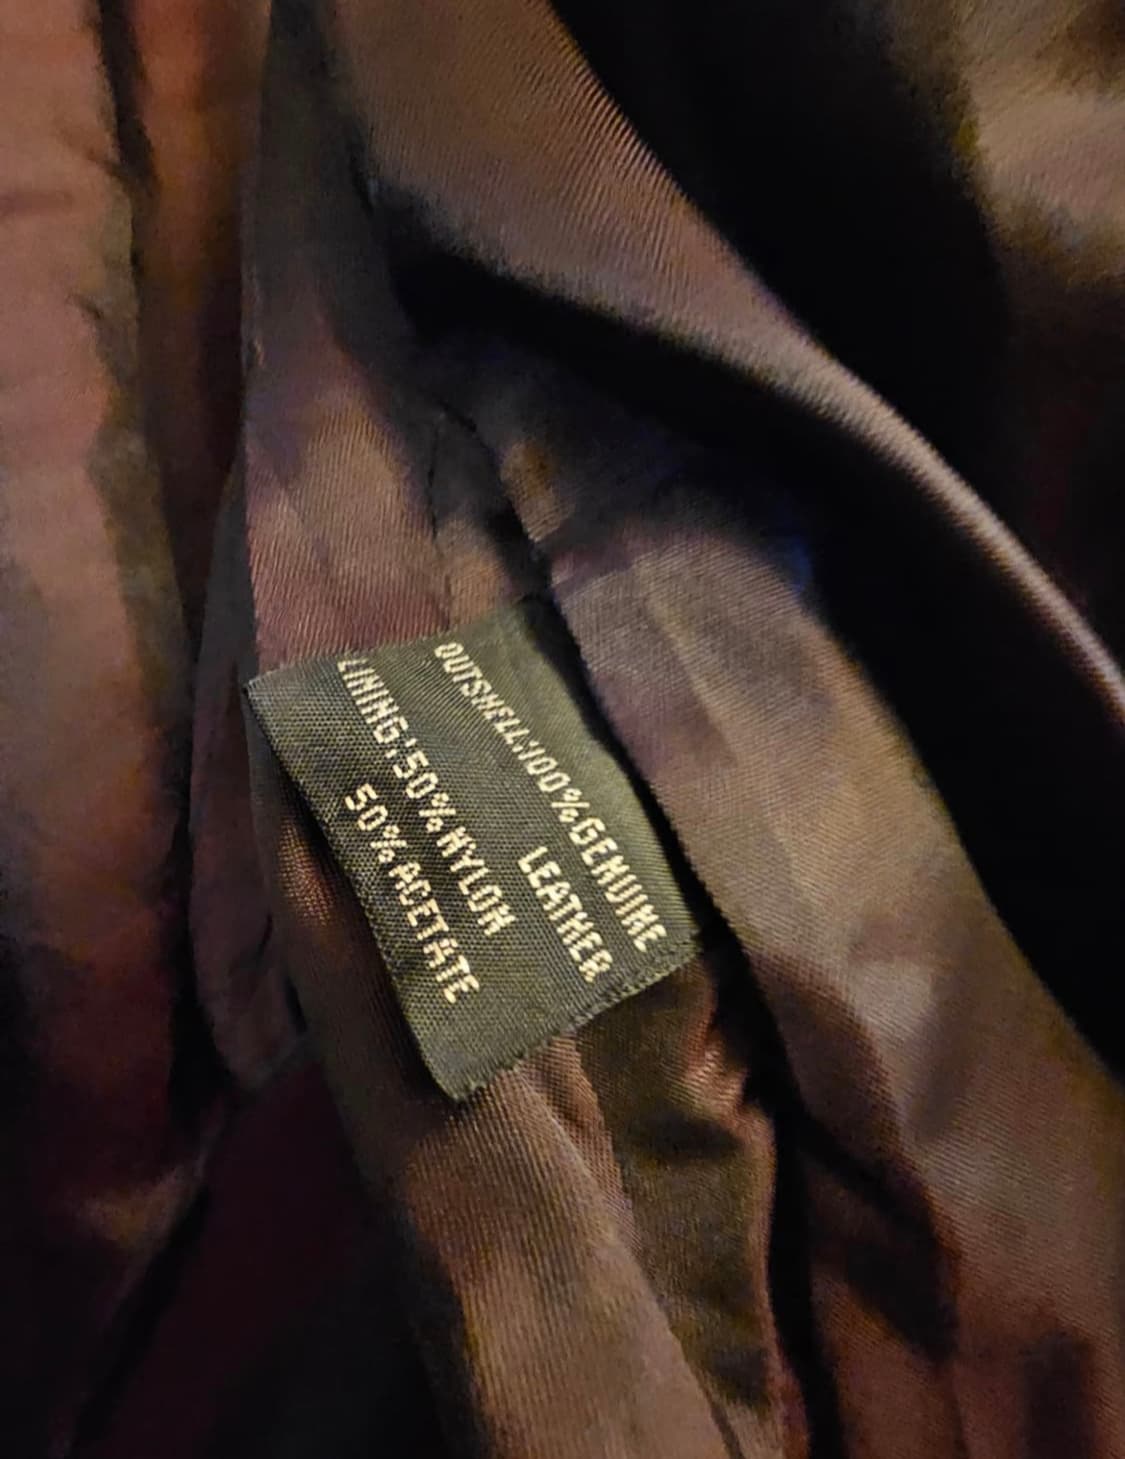 OUTSHELL:100%GENUINE
LEATHER
LINING:50%NYLON
50%ACETATE